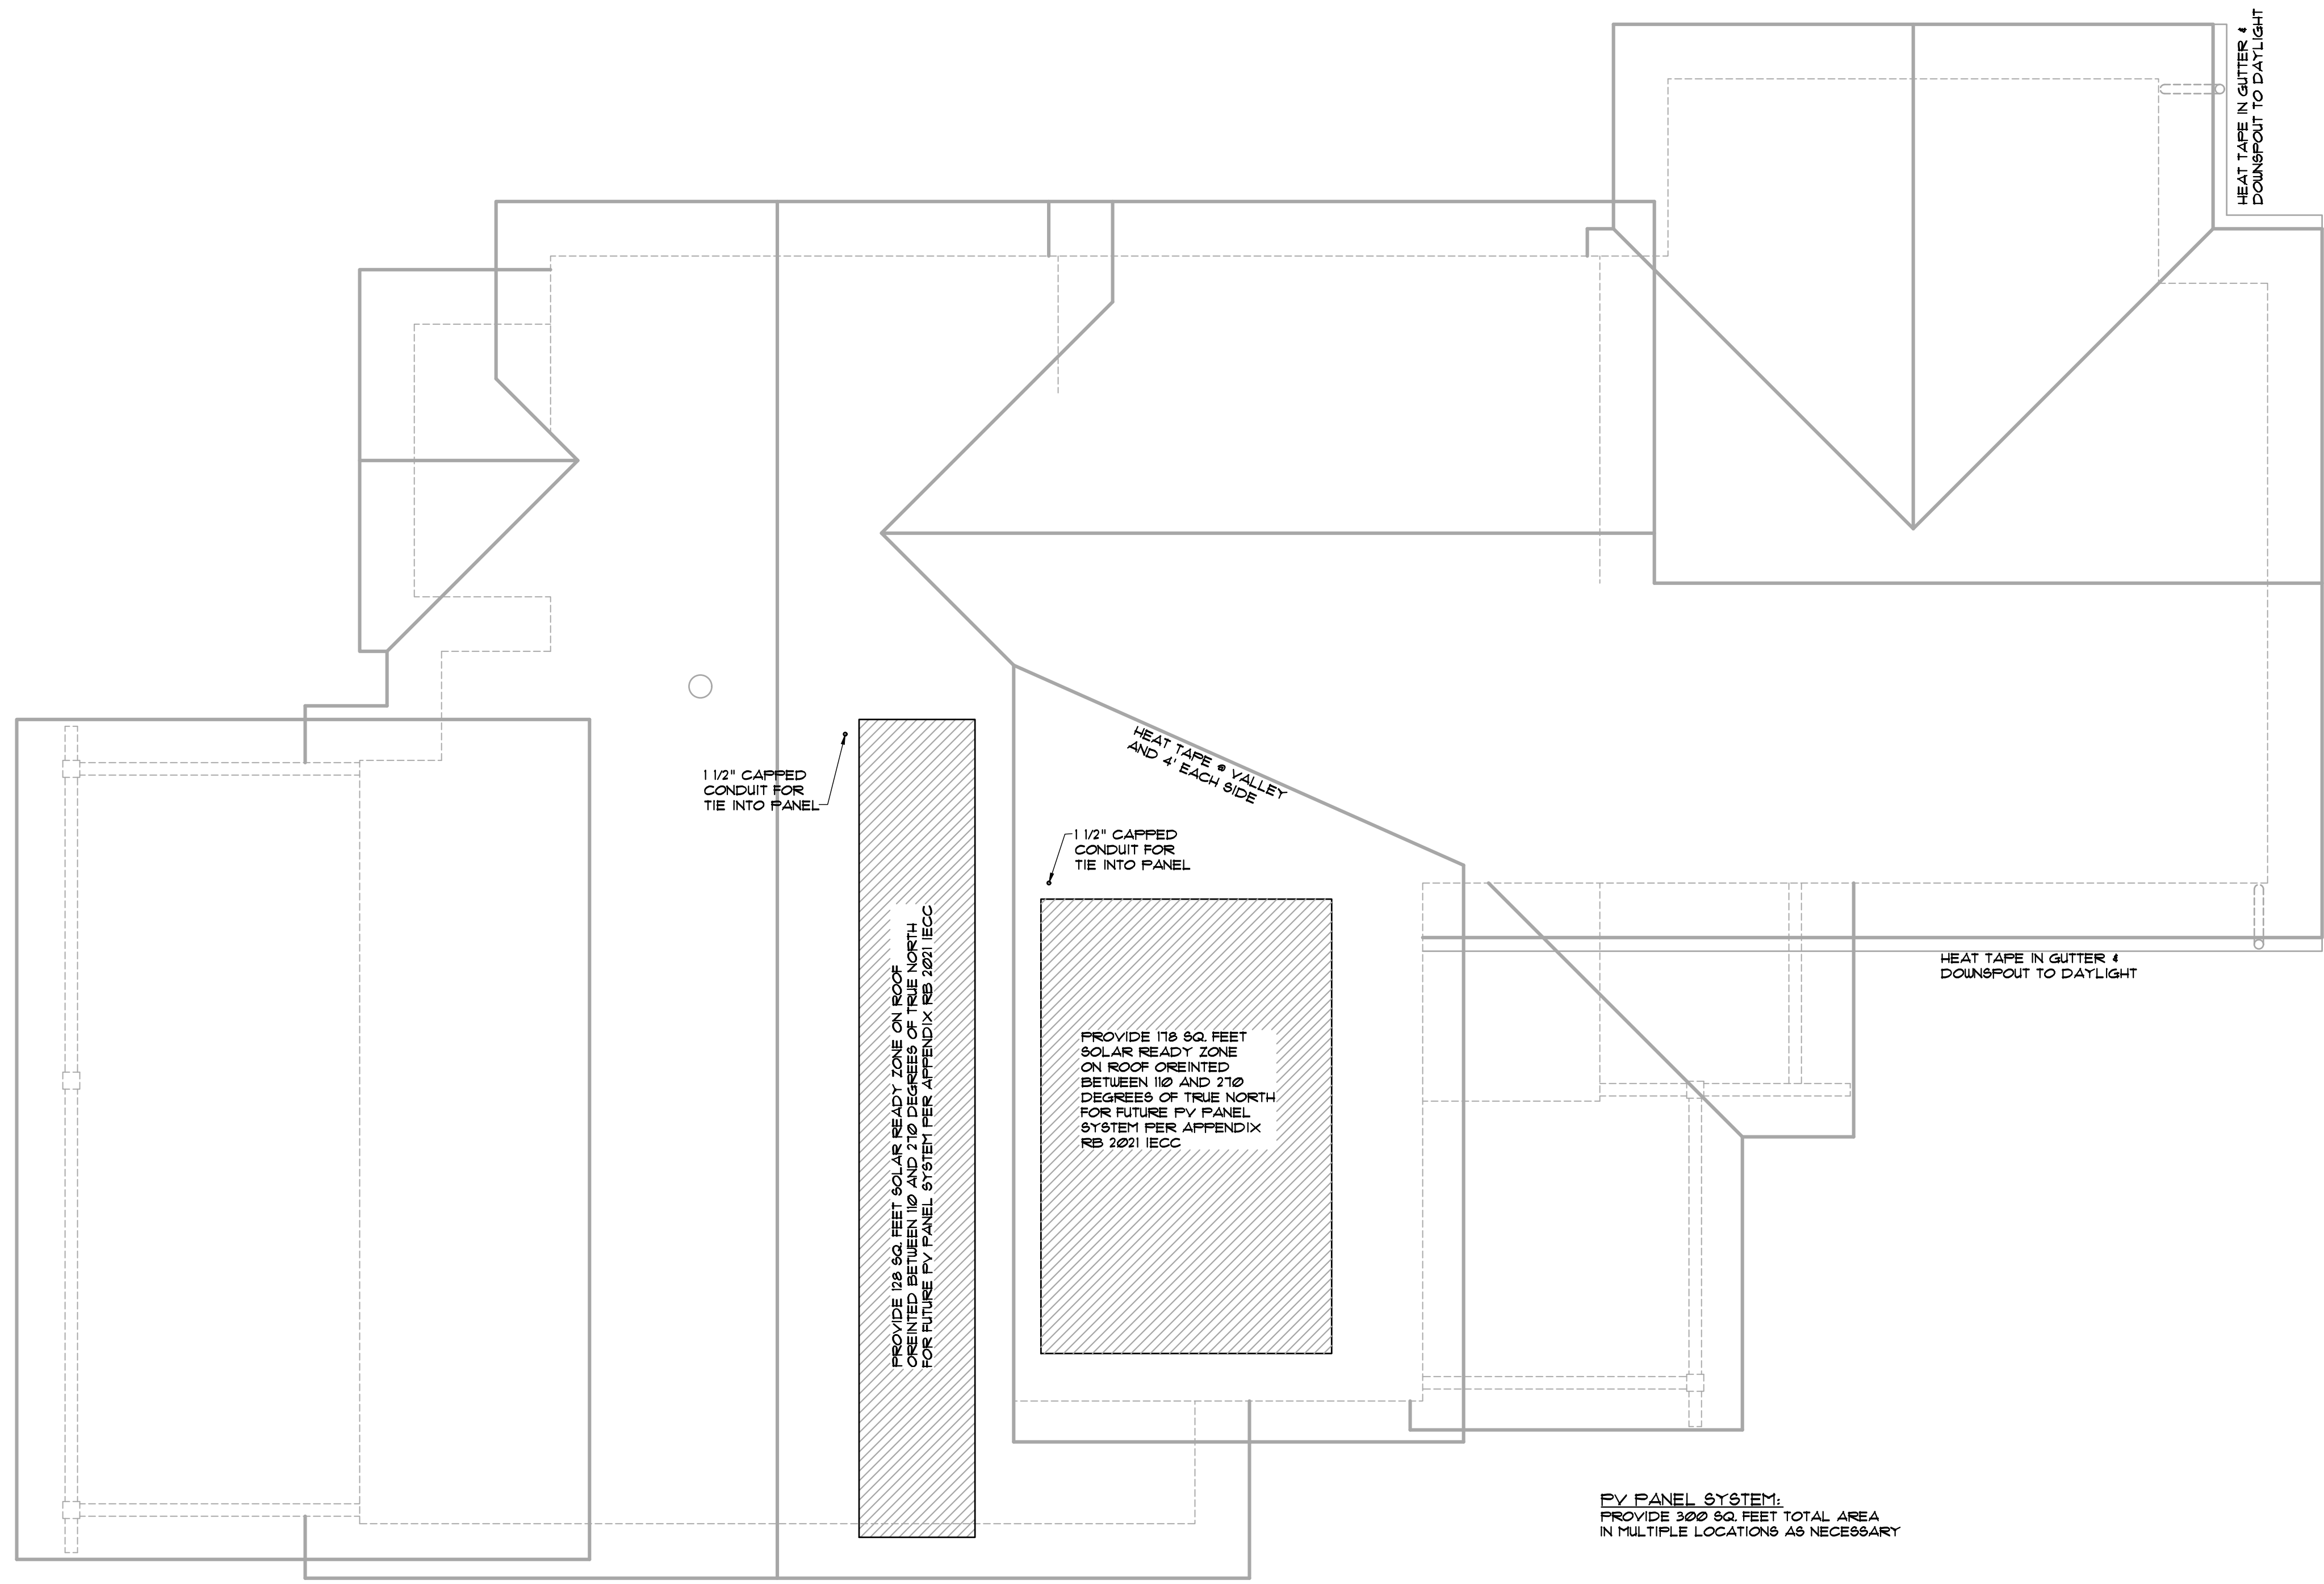 HEAT TAPE IN GUTTER &
DOWNSPOUT TO DAYLIGHT
1 1/2" CAPPED
CONDUIT FOR
TIE INTO PANEL
HEAT TAPE @ VALLEY
AND 4' EACH SIDE
1 1/2" CAPPED
CONDUIT FOR
TIE INTO PANEL
PROVIDE 128 SQ. FEET SOLAR READY ZONE ON ROOF
OREINTED BETWEEN 110 AND 270 DEGREES OF TRUE NORTH
FOR FUTURE PV PANEL SYSTEM PER APPENDIX RB 2021 IECC
PROVIDE 178 SQ. FEET
SOLAR READY ZONE
ON ROOF OREINTED
BETWEEN 110 AND 270
DEGREES OF TRUE NORTH
FOR FUTURE PV PANEL
SYSTEM PER APPENDIX
RB 2021 IECC
HEAT TAPE IN GUTTER &
DOWNSPOUT TO DAYLIGHT
PV PANEL SYSTEM:
PROVIDE 300 SQ. FEET TOTAL AREA
IN MULTIPLE LOCATIONS AS NECESSARY